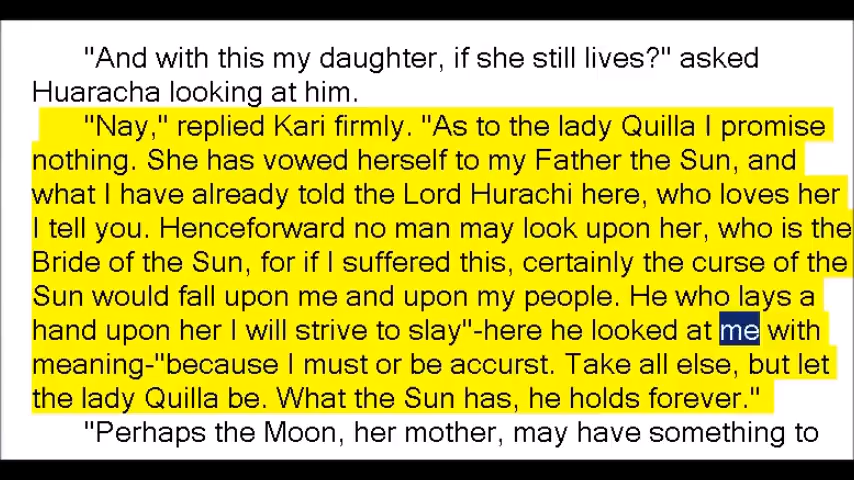 "And with this my daughter, if she still lives?" asked
Huaracha looking at him.
"Nay," replied Kari firmly. "As to the lady Quilla I promise
nothing. She has vowed herself to my Father the Sun, and
what I have already told the Lord Hurachi here, who loves her
I tell you. Henceforward no man may look upon her, who is the
Bride of the Sun, for if I suffered this, certainly the curse of the
Sun would fall upon me and upon my people. He who lays a
hand upon her I will strive to slay"-here he looked at me with
meaning-"because I must or be accurst. Take all else, but let
the lady Quilla be. What the Sun has, he holds forever."
"Perhaps the Moon, her mother, may have something to